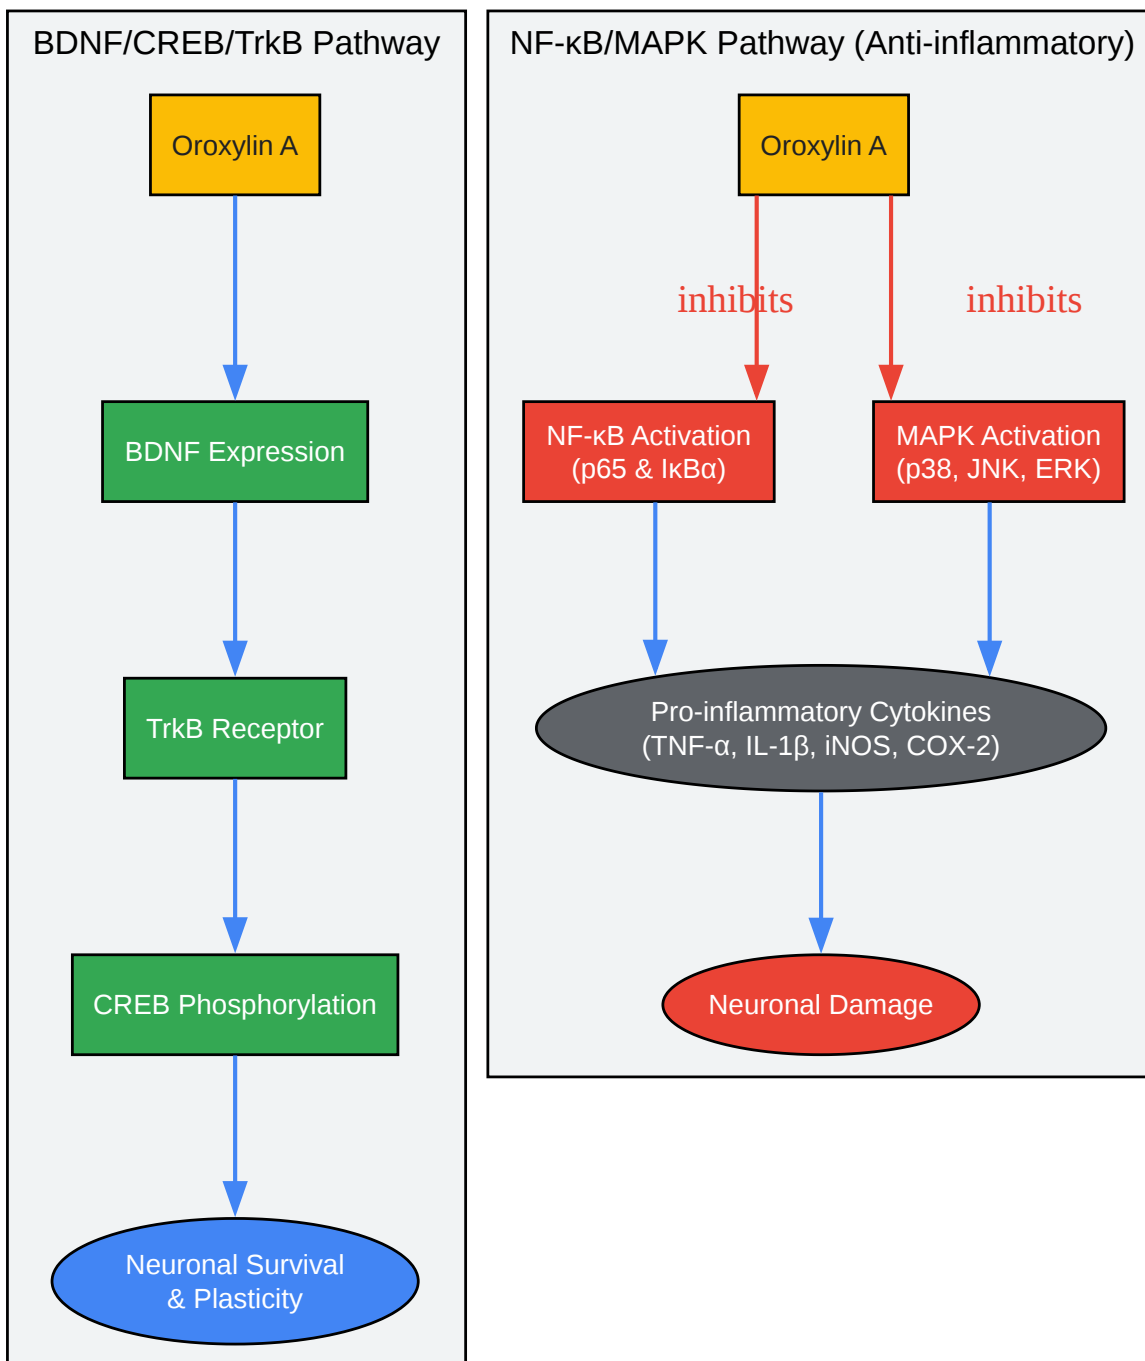 BDNF/CREB/TrkB Pathway
Oroxylin A
BDNF Expression
TrkB Receptor
CREB Phosphorylation
Neuronal Survival
& Plasticity
NF-κB/MAPK Pathway (Anti-inflammatory)
Oroxylin A
inhibits
inhibits
NF-κB Activation
(p65 & IκBα)
MAPK Activation
(p38, JNK, ERK)
Pro-inflammatory Cytokines
(TNF-α, IL-1β, iNOS, COX-2)
Neuronal Damage